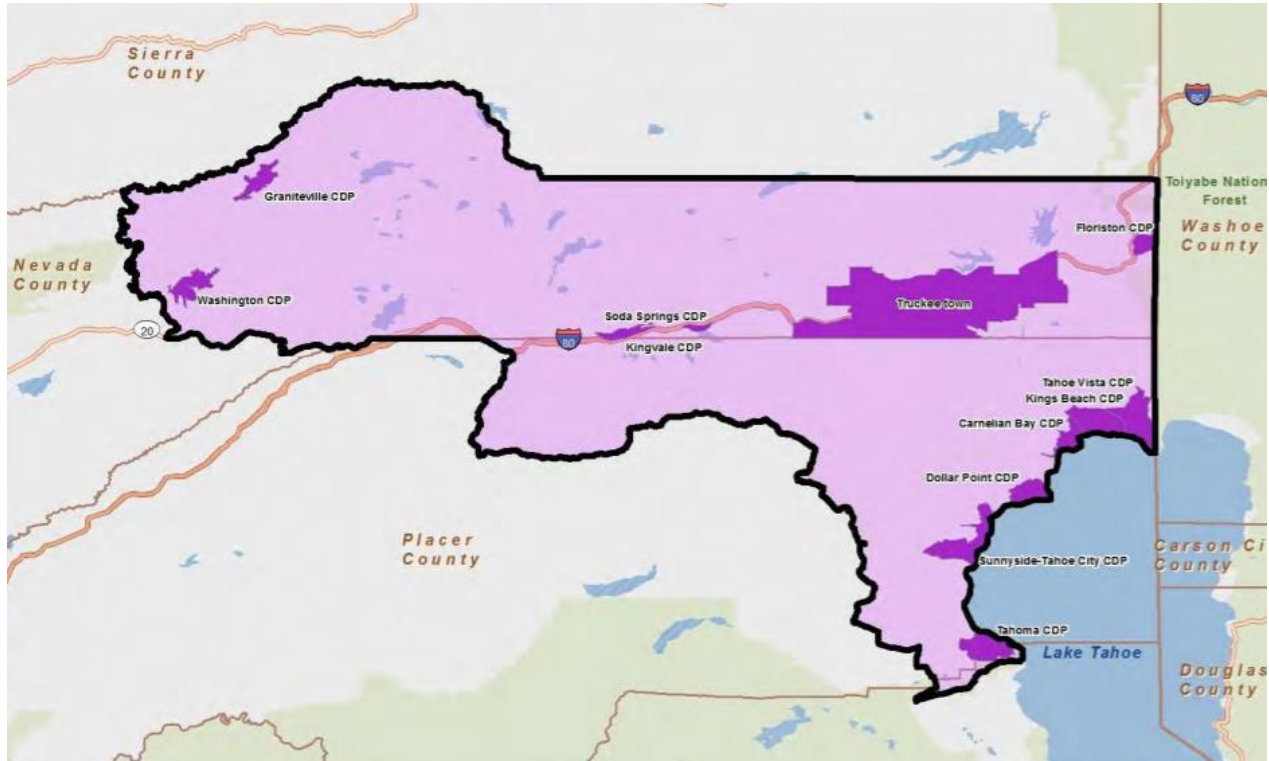 Sierra
County
80
Toiyabe Nation
Forest
Graniteville CDP
Floriston CDP
Washoe
County
Nevada
County
Washington CDP
Truckee town
20
Soda Springs CDP
80
Kingvale CDP
Tahoe Vista CDP
Kings Beach CDP
Carnelian Bay CDP
Dollar Point CDP
Placer
County
Carson Ci
County
Sunnyside-Tahoe City CDP
Tahoma CDP
Lake Tahoe
Douglas
County